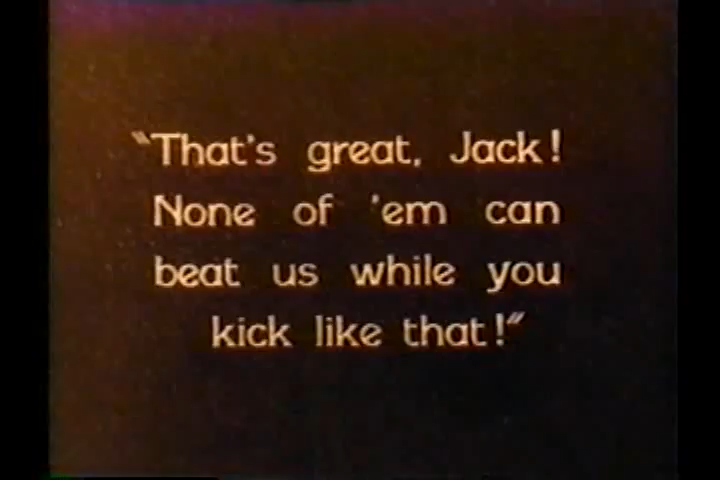 "That's great, Jack!
None of 'em can
beat us while you
kick like that!"